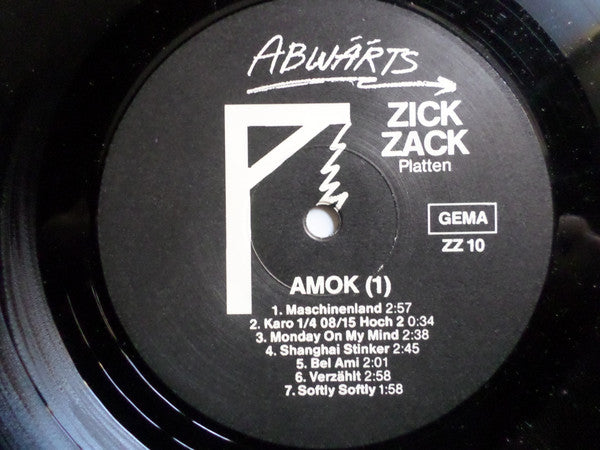 ABWÄRTS
ZICK
ZACK
Platten
GEMA
ZZ 10
AMOK (1)
1. Maschinenland 2:57
2. Karo 1/4 08/15 Hoch 2 0:34
3. Monday On My Mind 2:38
4. Shanghai Stinker 2:45
5. Bel Ami 2:01
6. Verzählt 2:58
7. Softly Softly 1:58